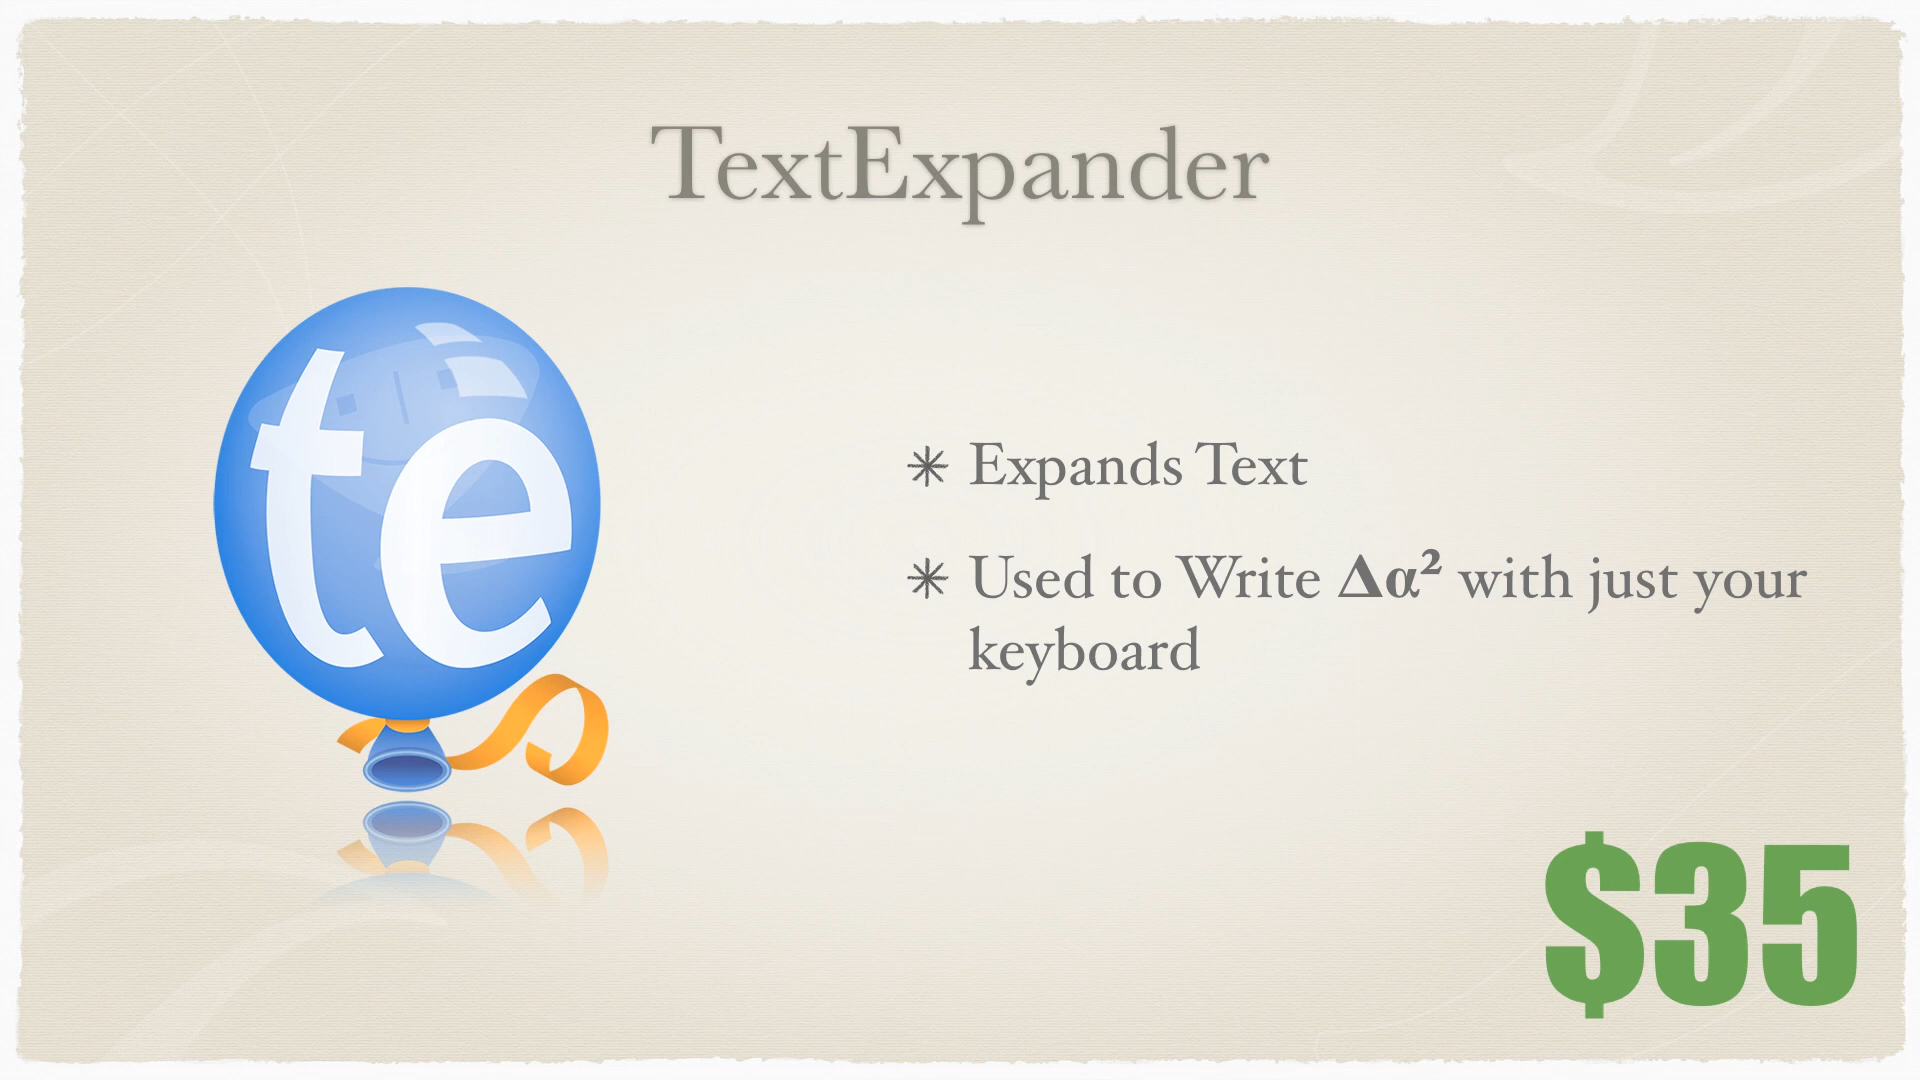 TextExpander
te
Expands Text
Used to Write Δα² with just your
keyboard
$35